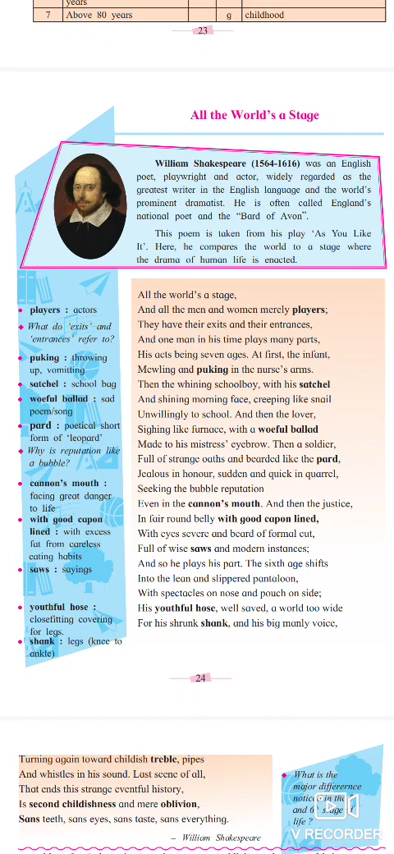 years
7 Above 80 years g childhood
23
All the World's a Stage
William Shakespeare (1564-1616) was an English
poet, playwright and actor, widely regarded as the
greatest writer in the English language and the world's
prominent dramatist. He is often called England's
national poet and the "Bard of Avon".
This poem is taken from his play 'As You Like
It'. Here, he compares the world to a stage where
the drama of human life is enacted.
players : actors
What do 'exits' and
'entrances' refer to?
puking : throwing
up, vomitting
satchel : school bag
woeful ballad : sad
poem/song
pard : poetical short
form of 'leopard'
Why is reputation like
a bubble?
cannon's mouth :
facing great danger
to life
with good capon
lined : with excess
fat from careless
eating habits
saws : sayings
youthful hose :
closefitting covering
for legs.
shank : legs (knee to
ankle)
All the world's a stage,
And all the men and women merely players;
They have their exits and their entrances,
And one man in his time plays many parts,
His acts being seven ages. At first, the infant,
Mewling and puking in the nurse's arms.
Then the whining schoolboy, with his satchel
And shining morning face, creeping like snail
Unwillingly to school. And then the lover,
Sighing like furnace, with a woeful ballad
Made to his mistress' eyebrow. Then a soldier,
Full of strange oaths and bearded like the pard,
Jealous in honour, sudden and quick in quarrel,
Seeking the bubble reputation
Even in the cannon's mouth. And then the justice,
In fair round belly with good capon lined,
With eyes severe and beard of formal cut,
Full of wise saws and modern instances;
And so he plays his part. The sixth age shifts
Into the lean and slippered pantaloon,
With spectacles on nose and pouch on side;
His youthful hose, well saved, a world too wide
For his shrunk shank, and his big manly voice,
24
Turning again toward childish treble, pipes
And whistles in his sound. Last scene of all,
That ends this strange eventful history,
Is second childishness and mere oblivion,
Sans teeth, sans eyes, sans taste, sans everything.
– William Shakespeare
What is the
major differernce
notice in the
and 6 stage of
life ?
V RECORDER